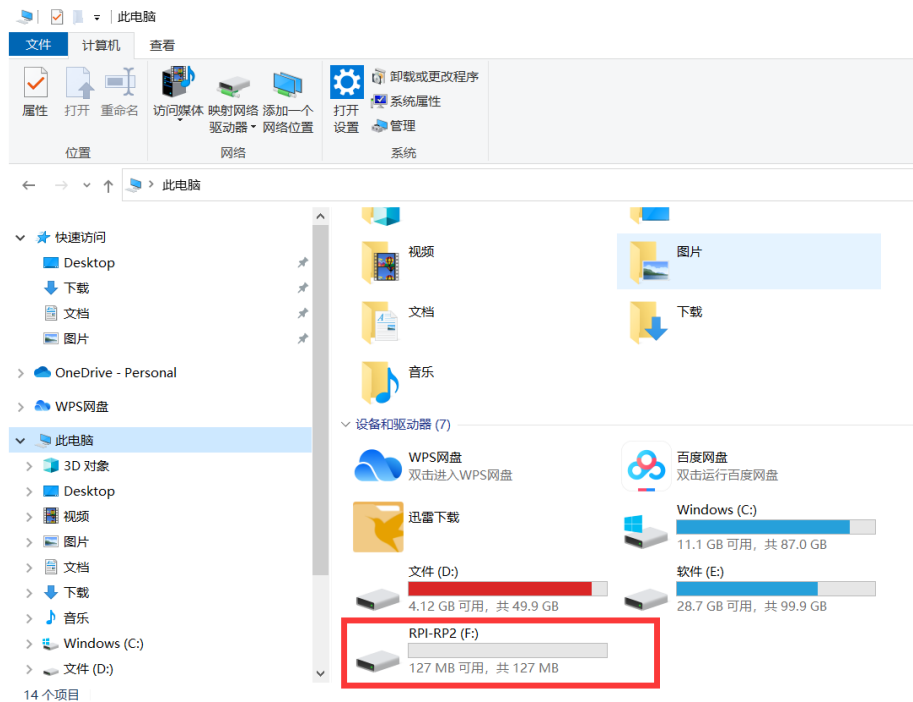 此电脑
文件 计算机 查看
属性 打开 重命名 访问媒体 映射网络驱动器 添加一个网络位置 打开设置 卸载或更改程序
系统属性
管理
位置 网络 系统
此电脑
快速访问
Desktop
下载
文档
图片
OneDrive - Personal
WPS网盘
此电脑
3D 对象
Desktop
视频
图片
文档
下载
音乐
Windows (C:)
文件 (D:)
视频
图片
文档
下载
音乐
设备和驱动器 (7)
WPS网盘
双击进入WPS网盘
百度网盘
双击运行百度网盘
迅雷下载
Windows (C:)
11.1 GB 可用，共 87.0 GB
文件 (D:)
4.12 GB 可用，共 49.9 GB
软件 (E:)
28.7 GB 可用，共 99.9 GB
RPI-RP2 (F:)
127 MB 可用，共 127 MB
14 个项目